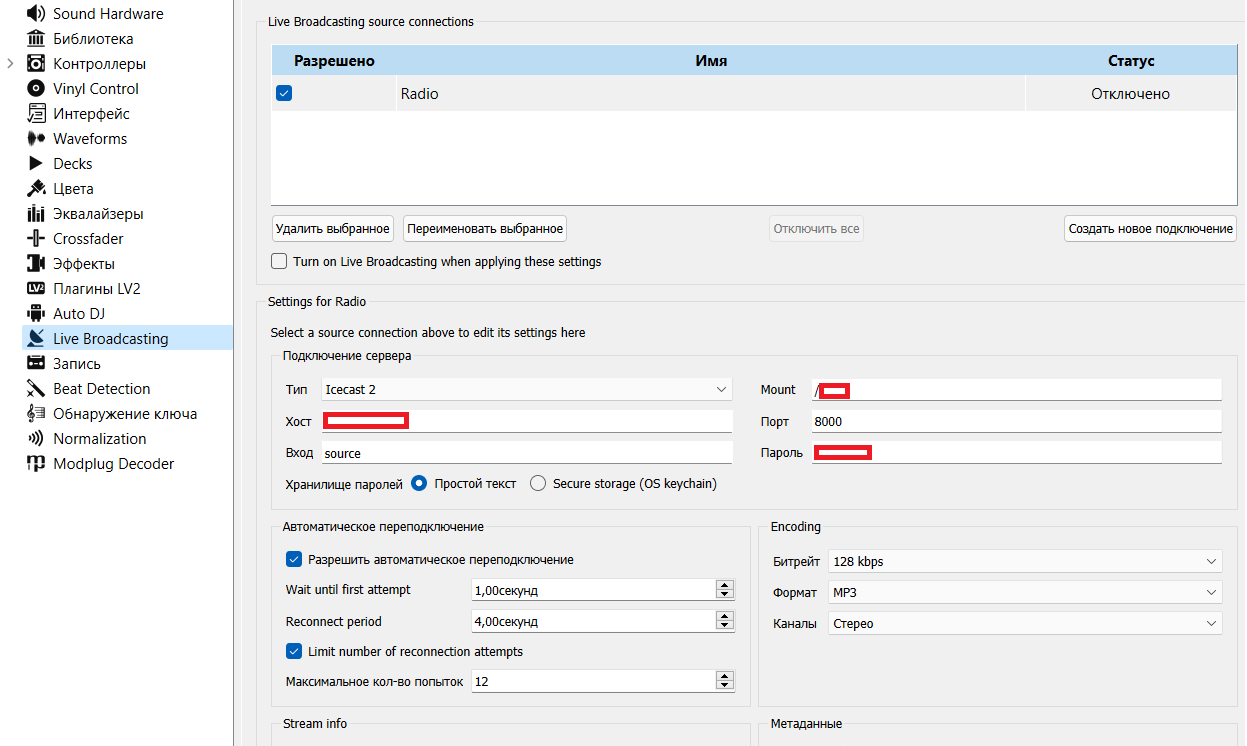 Sound Hardware
Библиотека
Контроллеры
Vinyl Control
Интерфейс
Waveforms
Decks
Цвета
Эквалайзеры
Crossfader
Эффекты
Плагины LV2
Auto DJ
Live Broadcasting
Запись
Beat Detection
Обнаружение ключа
Normalization
Modplug Decoder
Live Broadcasting source connections
Разрешено Имя Статус
Radio Отключено
Удалить выбранное Переименовать выбранное Отключить все Создать новое подключение
Turn on Live Broadcasting when applying these settings
Settings for Radio
Select a source connection above to edit its settings here
Подключение сервера
Тип Icecast 2 Mount /
Хост Порт 8000
Вход source Пароль
Хранилище паролей Простой текст Secure storage (OS keychain)
Автоматическое переподключение
Разрешить автоматическое переподключение
Wait until first attempt 1,00секунд
Reconnect period 4,00секунд
Limit number of reconnection attempts
Максимальное кол-во попыток 12
Encoding
Битрейт 128 kbps
Формат MP3
Каналы Стерео
Stream info
Метаданные